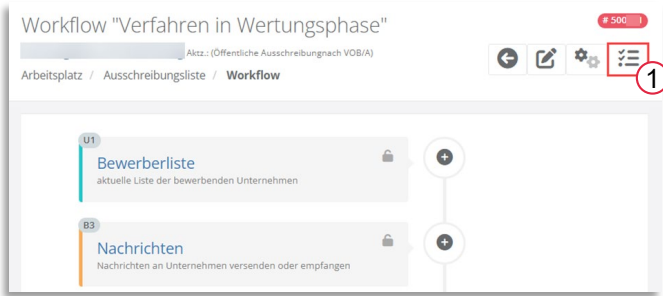 Workflow "Verfahren in Wertungsphase"
# 500
Aktz.: (Öffentliche Ausschreibungnach VOB/A)
Arbeitsplatz / Ausschreibungsliste / Workflow
1
U1
Bewerberliste
aktuelle Liste der bewerbenden Unternehmen
B3
Nachrichten
Nachrichten an Unternehmen versenden oder empfangen